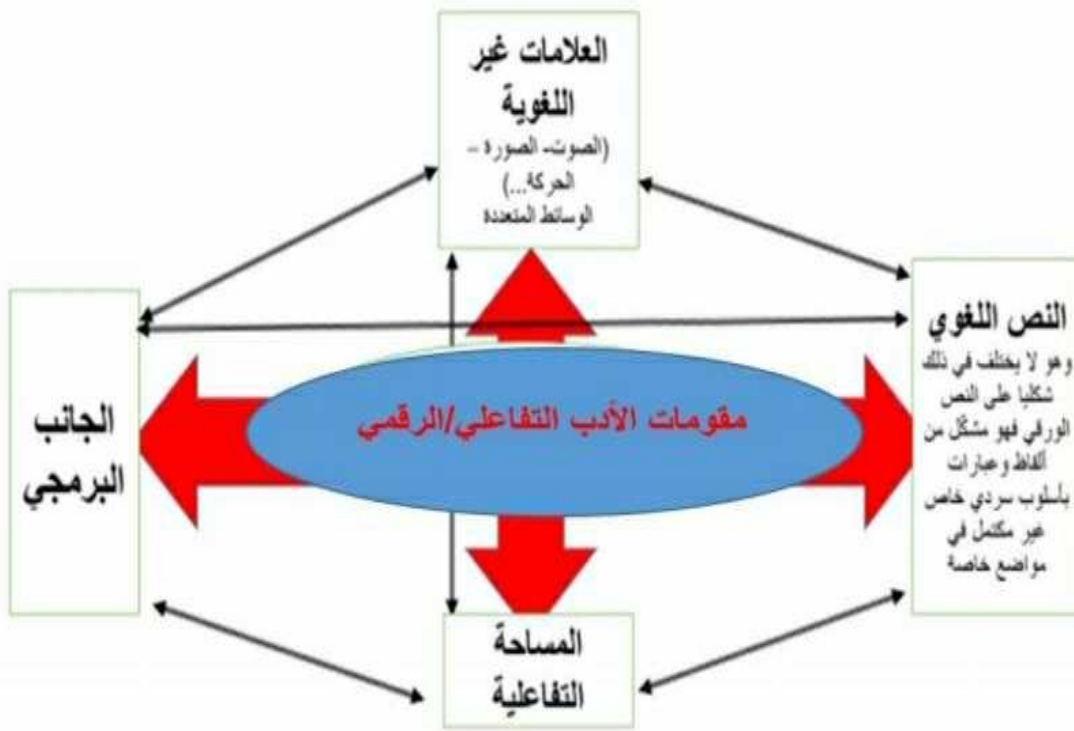 العلامات غير
اللغوية
(الصوت- الصورة –
الحركة...)
الوسائط المتعددة
النص اللغوي
وهو لا يختلف في ذلك
شكليا على النص
الورقي فهو مشكّل من
ألفاظ وعبارات
بأسلوب سردي خاص
غير مكتمل في
مواضع خاصة
مقومات الأدب التفاعلي/الرقمي
الجانب
البرمجي
المساحة
التفاعلية